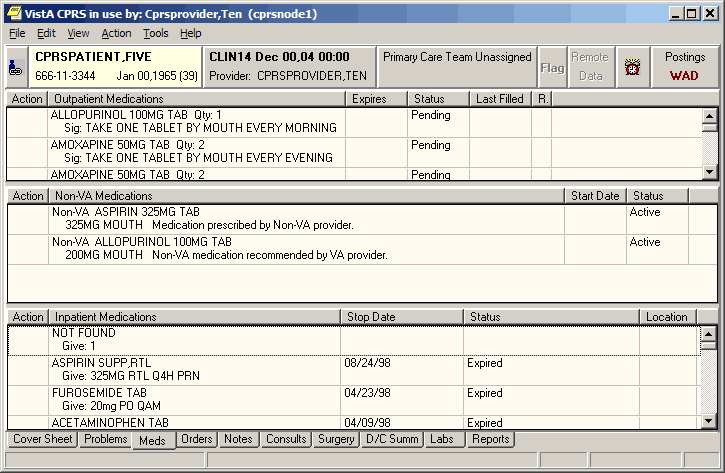 VistA CPRS in use by: Cprsprovider,Ten (cprsnode1)
File Edit View Action Tools Help
CPRSPATIENT,FIVE
666-11-3344 Jan 00,1965 (39)
CLIN14 Dec 00,04 00:00
Provider: CPRSPROVIDER,TEN
Primary Care Team Unassigned
Flag
Remote
Data
Postings
WAD
Action Outpatient Medications Expires Status Last Filled R.
ALLOPURINOL 100MG TAB Qty: 1 Pending
Sig: TAKE ONE TABLET BY MOUTH EVERY MORNING
AMOXAPINE 50MG TAB Qty: 2 Pending
Sig: TAKE ONE TABLET BY MOUTH EVERY EVENING
AMOXAPINE 50MG TAB Qty: 2 Pending
Action Non-VA Medications Start Date Status
Non-VA ASPIRIN 325MG TAB Active
325MG MOUTH Medication prescribed by Non-VA provider.
Non-VA ALLOPURINOL 100MG TAB Active
200MG MOUTH Non-VA medication recommended by VA provider.
Action Inpatient Medications Stop Date Status Location
NOT FOUND
Give: 1
ASPIRIN SUPP,RTL 08/24/98 Expired
Give: 325MG RTL Q4H PRN
FUROSEMIDE TAB 04/23/98 Expired
Give: 20mg PO QAM
ACETAMINOPHEN TAB 04/09/98 Expired
Cover Sheet Problems Meds Orders Notes Consults Surgery D/C Summ Labs Reports